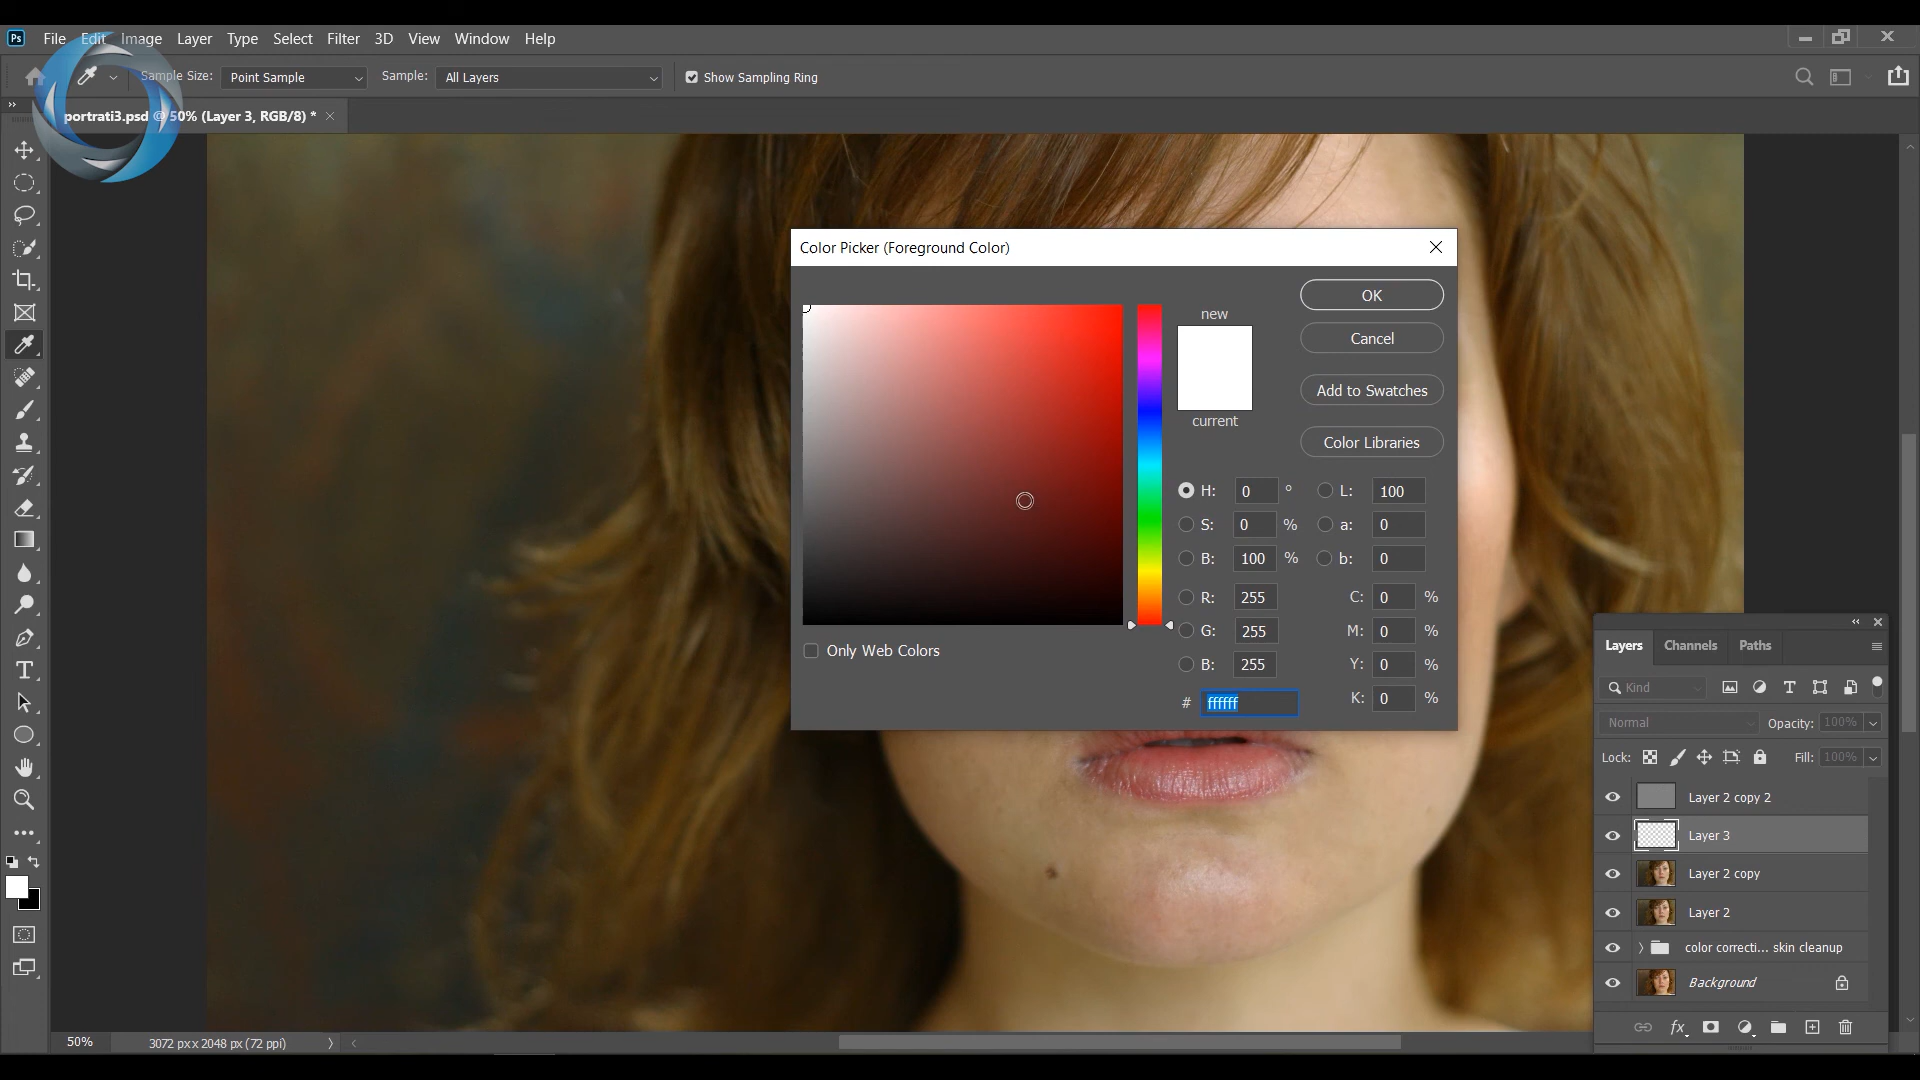 Ps File Edit Image Layer Type Select Filter 3D View Window Help
Sample Size: Point Sample Sample: All Layers Show Sampling Ring
portrati3.psd @ 50% (Layer 3, RGB/8) *
Color Picker (Foreground Color)
OK
new
Cancel
Add to Swatches
current
Color Libraries
H: 0 ° L: 100
S: 0 % a: 0
B: 100 % b: 0
R: 255 C: 0 %
G: 255 M: 0 %
Only Web Colors
B: 255 Y: 0 %
# ffffff K: 0 %
Layers Channels Paths
Kind
Normal Opacity: 100%
Lock: Fill: 100%
Layer 2 copy 2
Layer 3
Layer 2 copy
Layer 2
color correcti... skin cleanup
Background
fx
50% 3072 px x 2048 px (72 ppi)